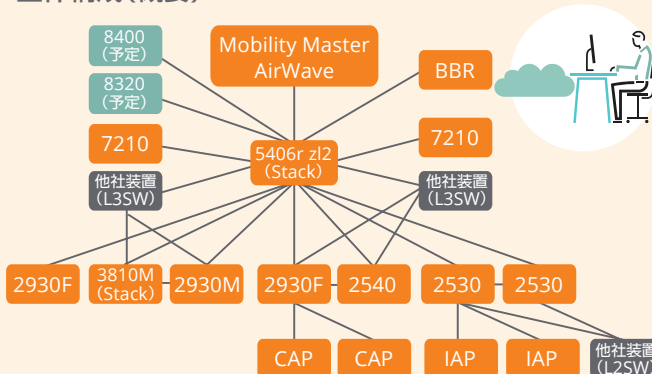 8400
(予定)
Mobility Master
AirWave
BBR
8320
(予定)
7210
7210
5406r zl2
(Stack)
他社装置
(L3SW)
他社装置
(L3SW)
2930F
3810M
(Stack)
2930M
2930F
2540
2530
2530
CAP
CAP
IAP
IAP
他社装置
(L2SW)